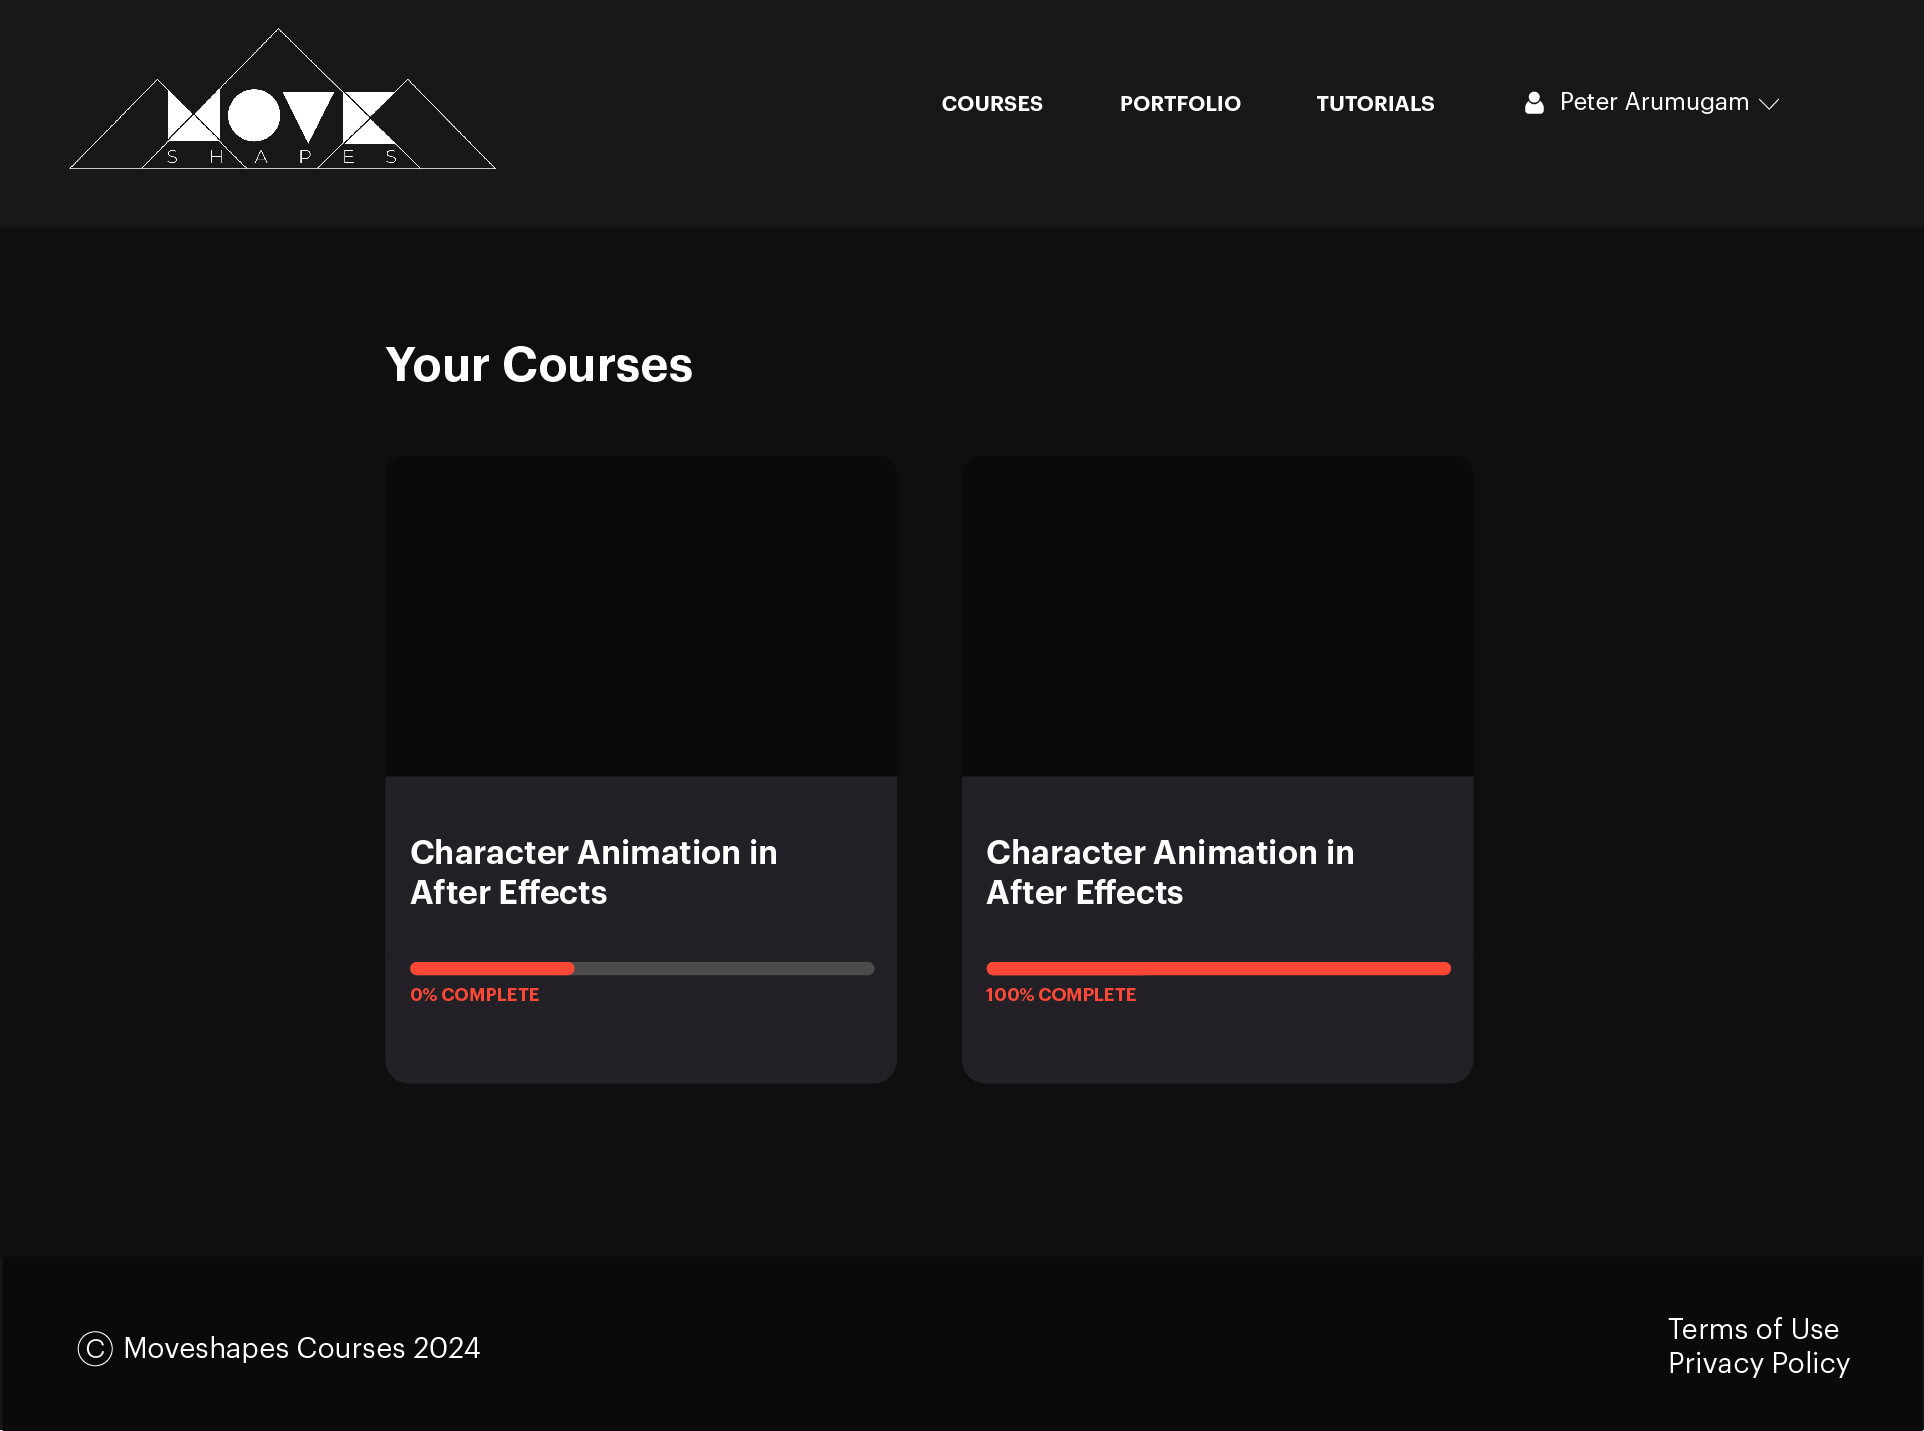 MOVE
SHAPES
COURSES PORTFOLIO TUTORIALS Peter Arumugam
Your Courses
Character Animation in
After Effects
0% COMPLETE
Character Animation in
After Effects
100% COMPLETE
© Moveshapes Courses 2024
Terms of Use
Privacy Policy